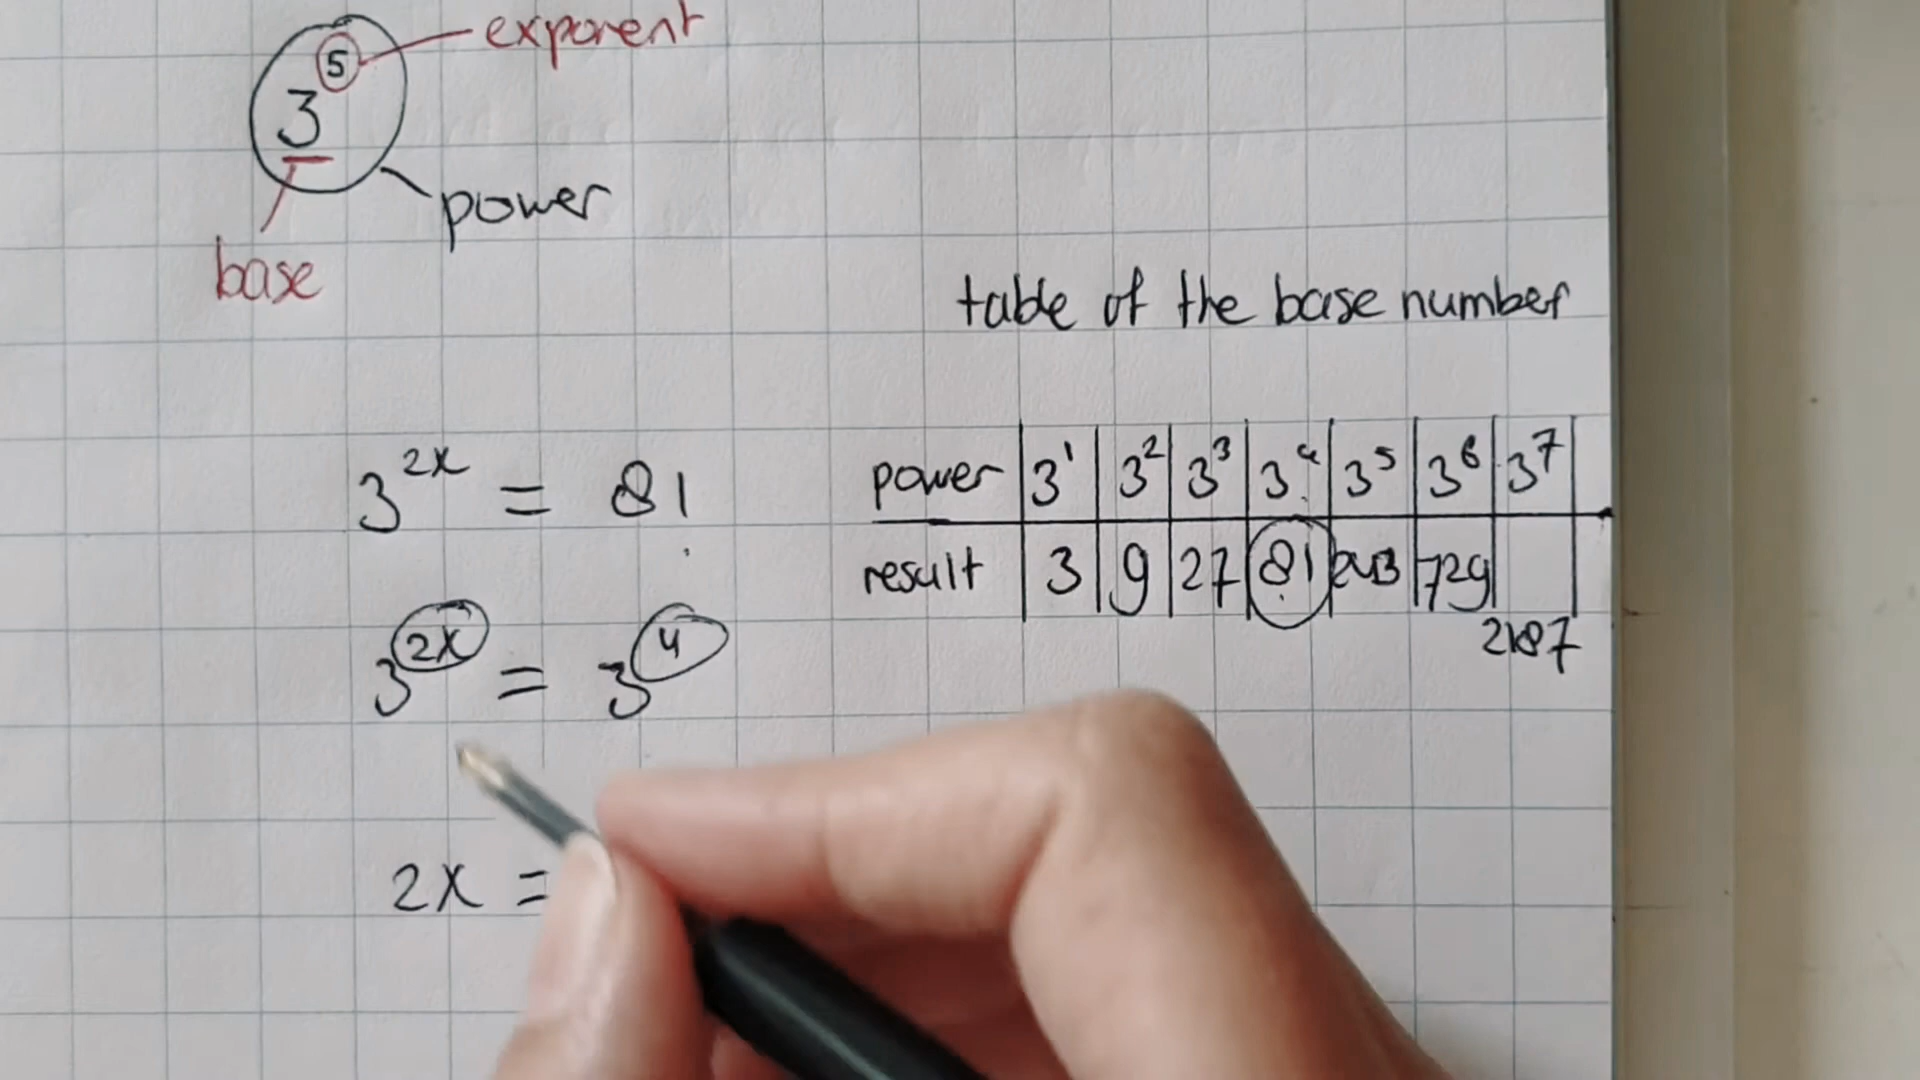 3⁵ exponent
power
base
table of the base number
3²ˣ = 81
power 3¹ 3² 3³ 3⁴ 3⁵ 3⁶ 3⁷
result 3 9 27 81 243 729
2187
3²ˣ = 3⁴
2x =